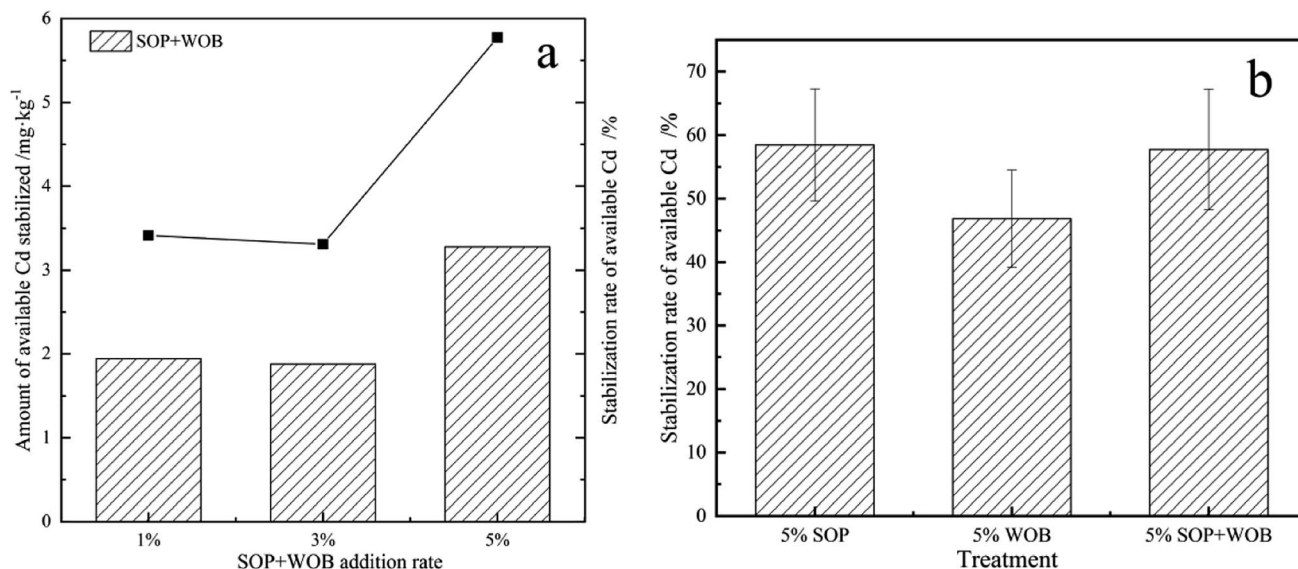 a
SOP+WOB
Amount of available Cd stabilized /mg·kg⁻¹
6
5
4
3
2
1
0
1%
3%
5%
SOP+WOB addition rate
Stabilization rate of available Cd /%
b
Stabilization rate of available Cd /%
70
60
50
40
30
20
10
0
5% SOP
5% WOB
5% SOP+WOB
Treatment